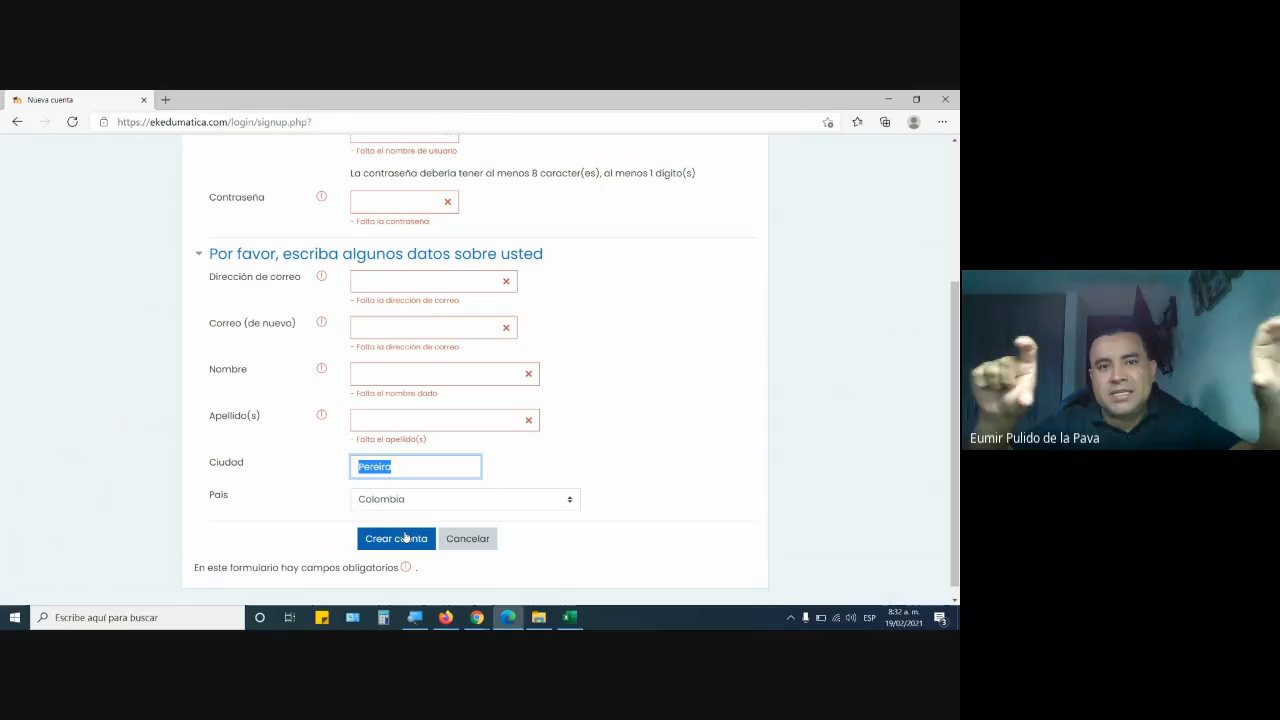 Nueva cuenta
https://ekedumatica.com/login/signup.php?
- Falta el nombre de usuario
La contraseña debería tener al menos 8 caracter(es), al menos 1 dígito(s)
Contraseña
- Falta la contraseña
Por favor, escriba algunos datos sobre usted
Dirección de correo
- Falta la dirección de correo
Correo (de nuevo)
- Falta la dirección de correo
Nombre
- Falta el nombre dado
Apellido(s)
- Falta el apellido(s)
Ciudad
Pereira
País
Colombia
Crear cuenta
Cancelar
En este formulario hay campos obligatorios .
Eumir Pulido de la Pava
Escribe aquí para buscar
ESP
8:32 a. m.
19/02/2021
3